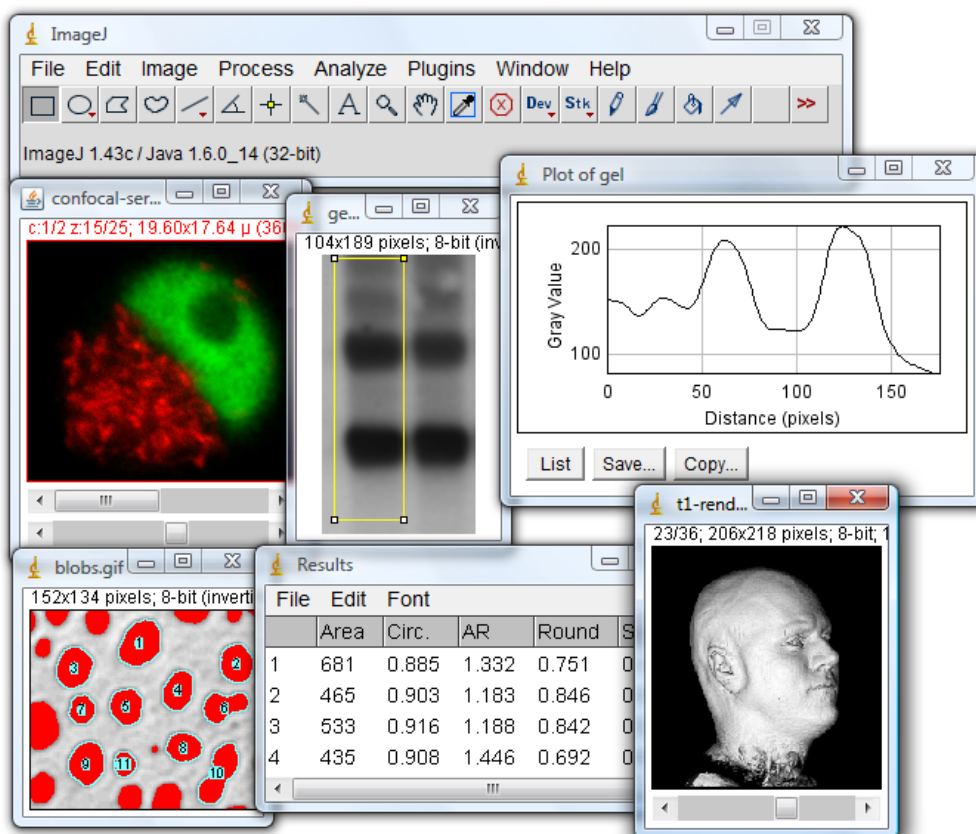 ImageJ
File Edit Image Process Analyze Plugins Window Help
A Dev Stk >>
ImageJ 1.43c / Java 1.6.0_14 (32-bit)
confocal-ser...
c:1/2 z:15/25; 19.60x17.64 µ (36
ge...
104x189 pixels; 8-bit (inv
Plot of gel
200
100
Gray Value
0 50 100 150
Distance (pixels)
List Save... Copy...
blobs.gif
152x134 pixels; 8-bit (inverti
1
2
3
4
5
6
7
8
9
10
11
Results
File Edit Font
Area Circ. AR Round S
1 681 0.885 1.332 0.751 0
2 465 0.903 1.183 0.846 0
3 533 0.916 1.188 0.842 0
4 435 0.908 1.446 0.692 0
t1-rend...
23/36; 206x218 pixels; 8-bit; 1